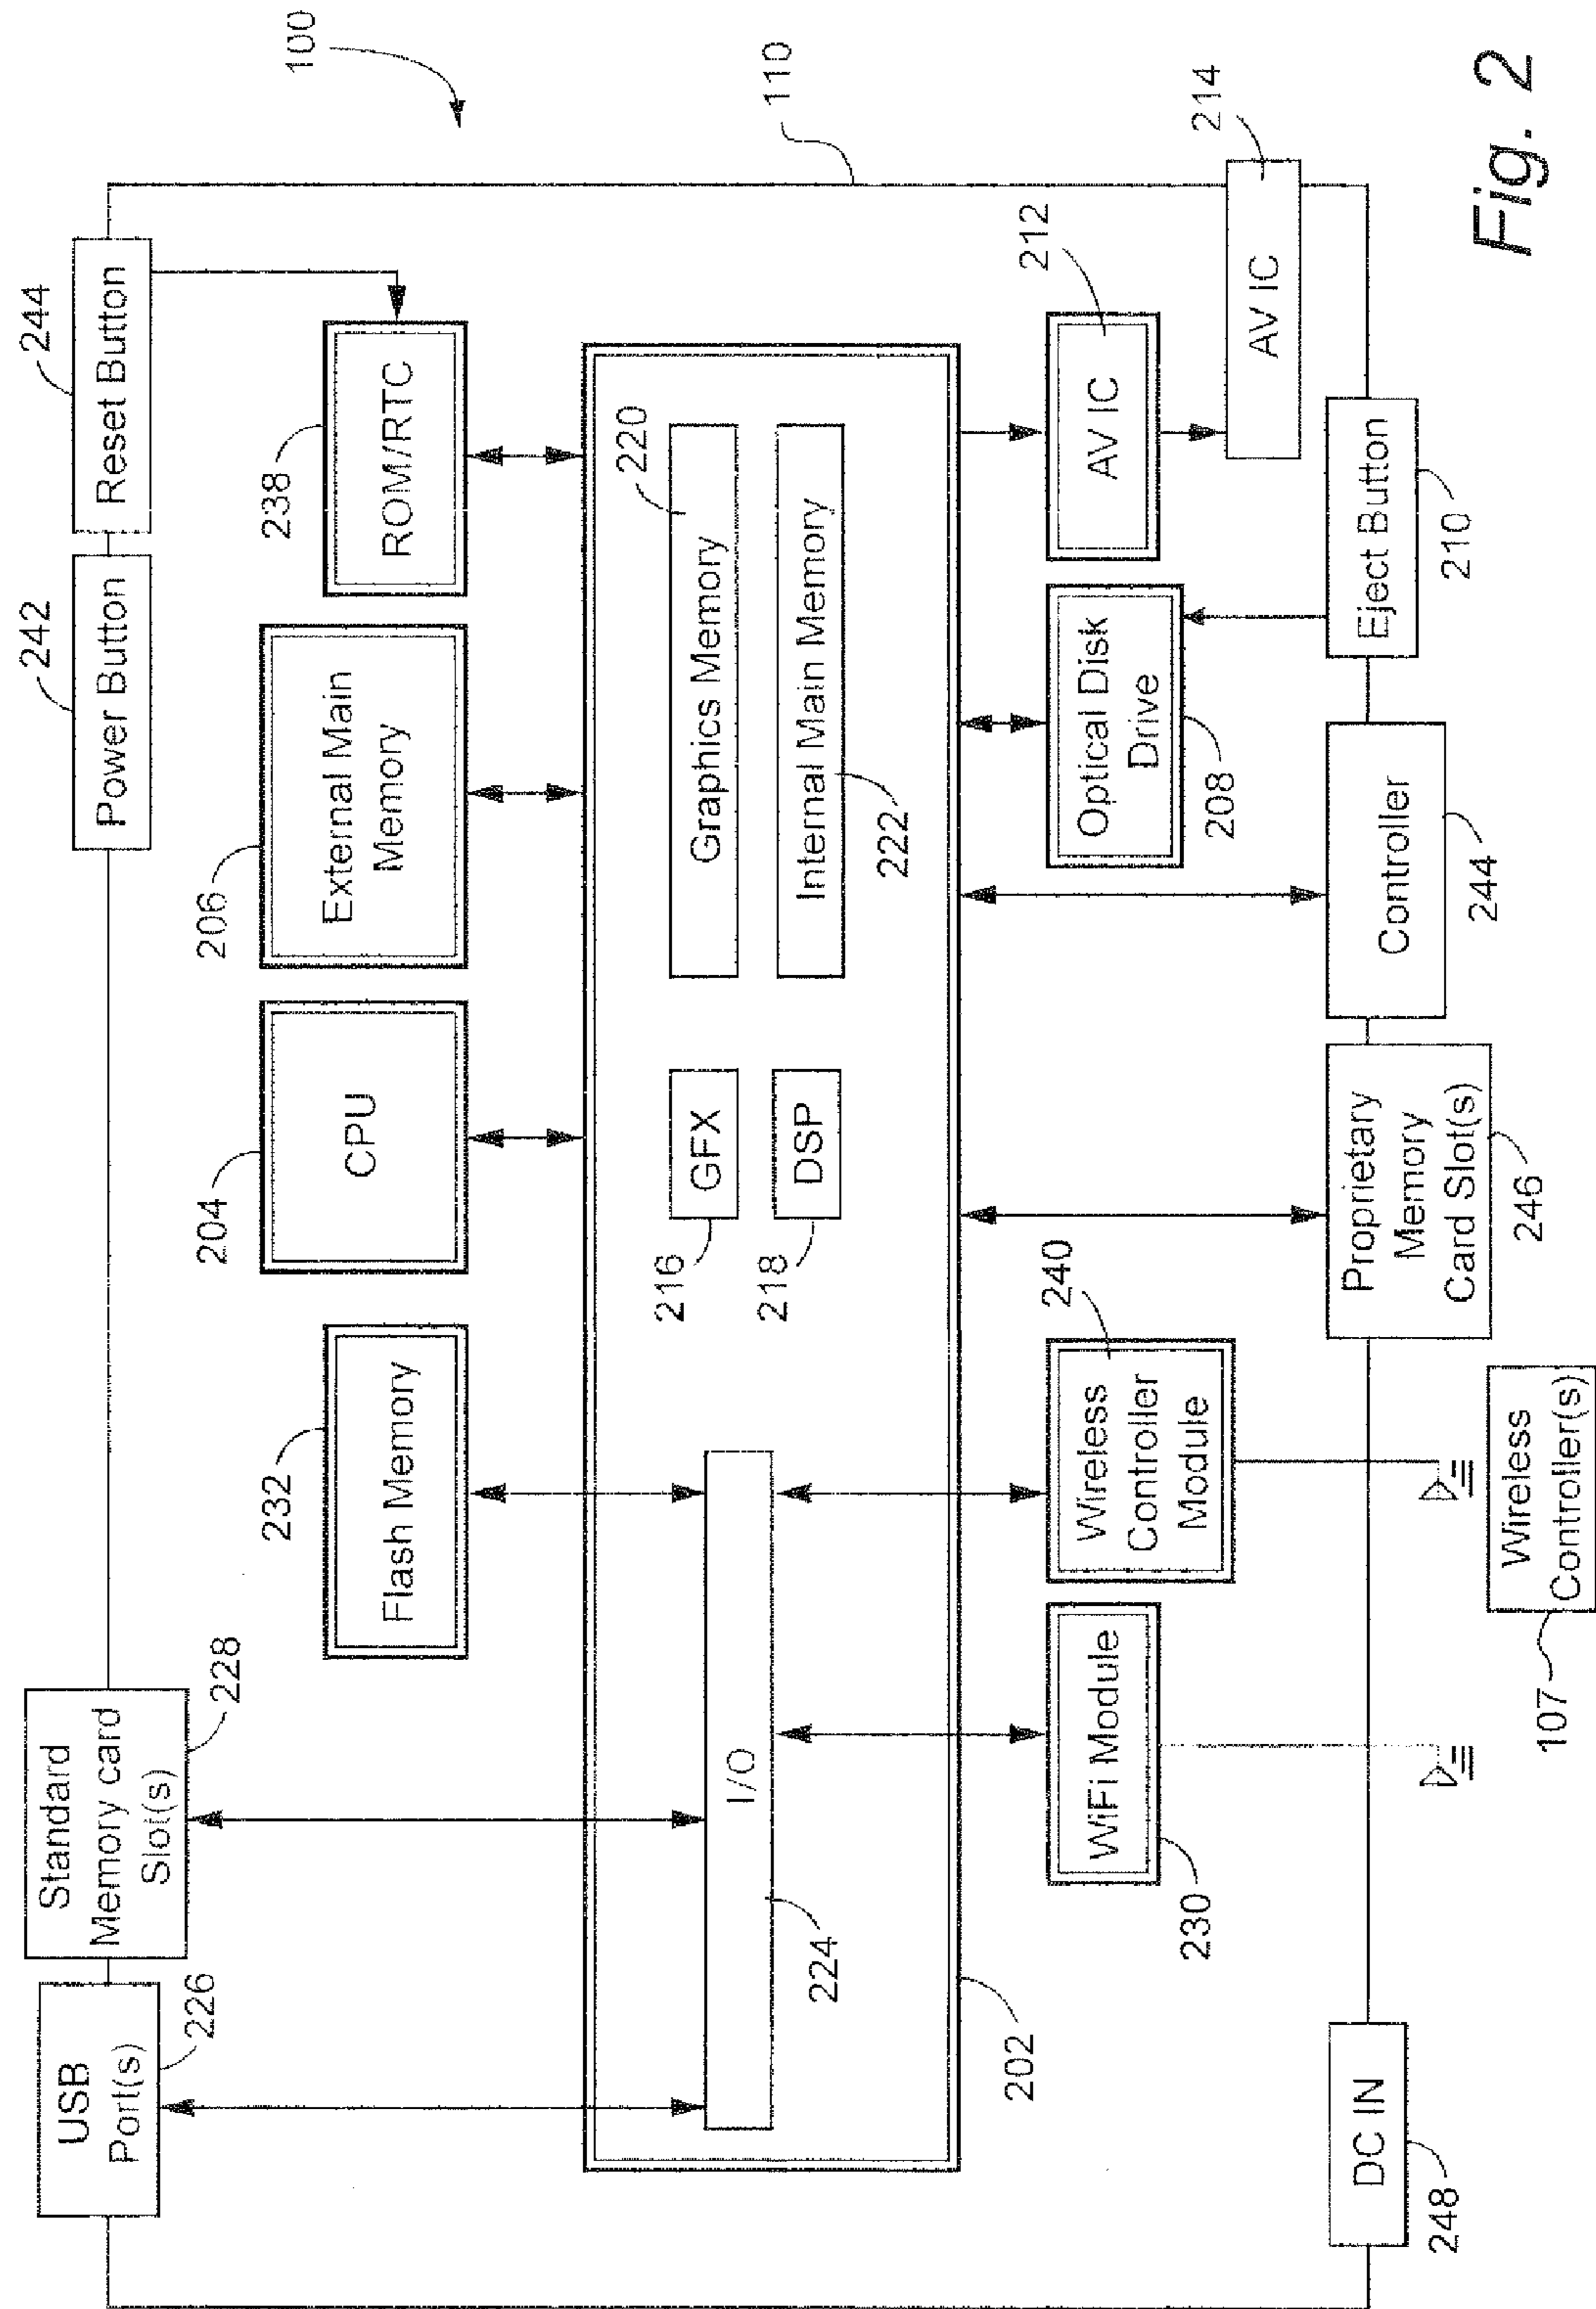 100
110
USB
Port(s)
226
Standard
Memory card
Slot(s)
228
242
Power Button
244
Reset Button
232
Flash Memory
204
CPU
206
External Main
Memory
238
ROM/RTC
I/O
224
216
GFX
218
DSP
220
Graphics Memory
Internal Main Memory
222
202
WiFi Module
230
240
Wireless
Controller
Module
Optical Disk
Drive
208
212
AV IC
214
AV IC
DC IN
248
107
Wireless
Controller(s)
Proprietary
Memory
Card Slot(s)
246
Controller
244
Eject Button
210
Fig. 2